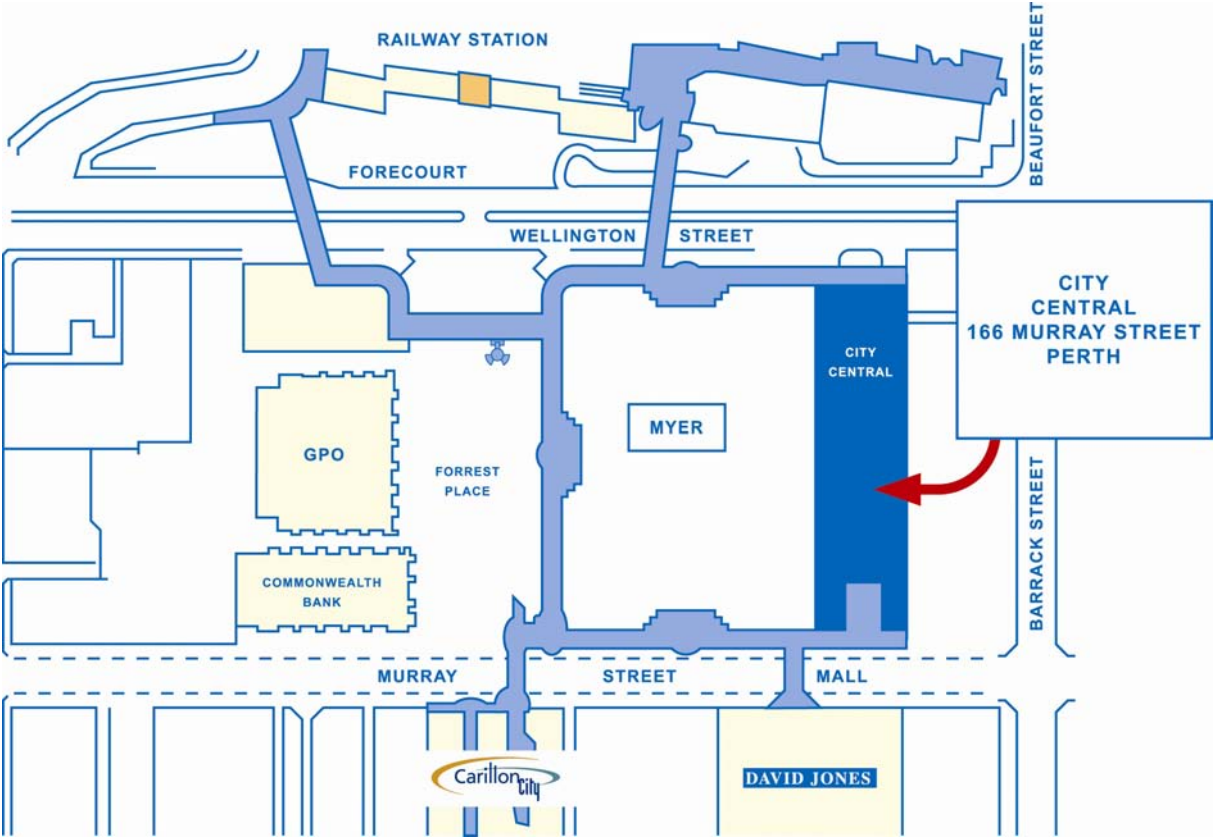 RAILWAY STATION
BEAUFORT STREET
FORECOURT
WELLINGTON STREET
CITY
CENTRAL
166 MURRAY STREET
PERTH
CITY
CENTRAL
MYER
GPO
FORREST
PLACE
COMMONWEALTH
BANK
BARRACK STREET
MURRAY STREET MALL
Carillon
City
DAVID JONES